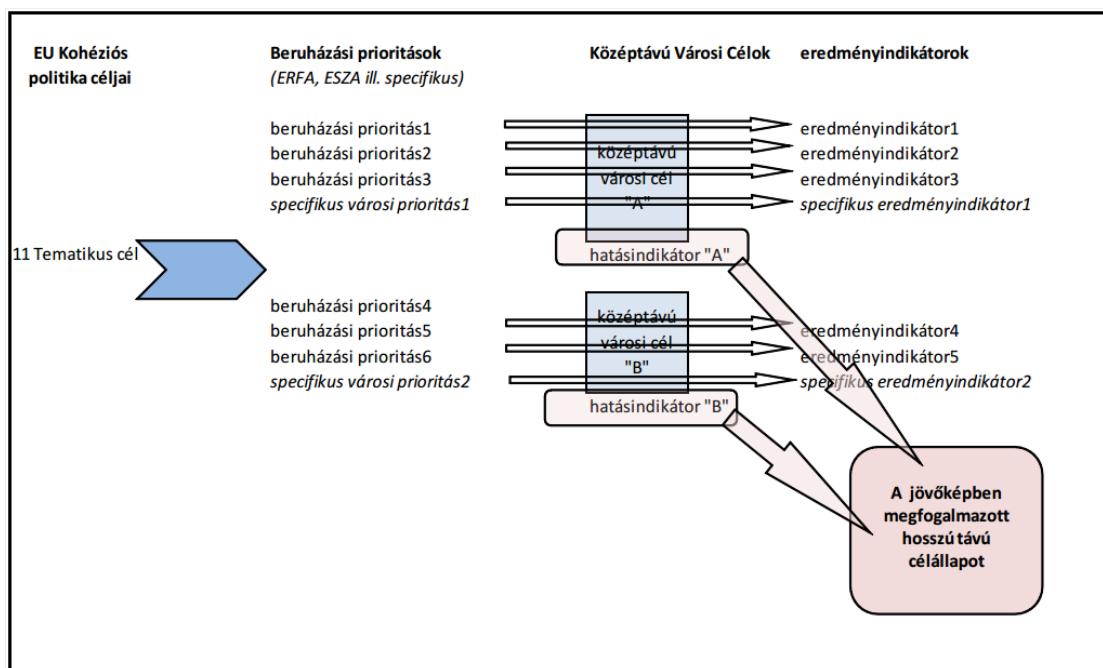 EU Kohéziós
politika céljai
Beruházási prioritások
(ERFA, ESZA ill. specifikus)
Középtávú Városi Célok
eredményindikátorok
11 Tematikus cél
beruházási prioritás1
beruházási prioritás2
beruházási prioritás3
specifikus városi prioritás1
középtávú
városi cél
"A"
hatásindikátor "A"
eredményindikátor1
eredményindikátor2
eredményindikátor3
specifikus eredményindikátor1
beruházási prioritás4
beruházási prioritás5
beruházási prioritás6
specifikus városi prioritás2
középtávú
városi cél
"B"
hatásindikátor "B"
eredményindikátor4
eredményindikátor5
specifikus eredményindikátor2
A jövőképben
megfogalmazott
hosszú távú
célállapot